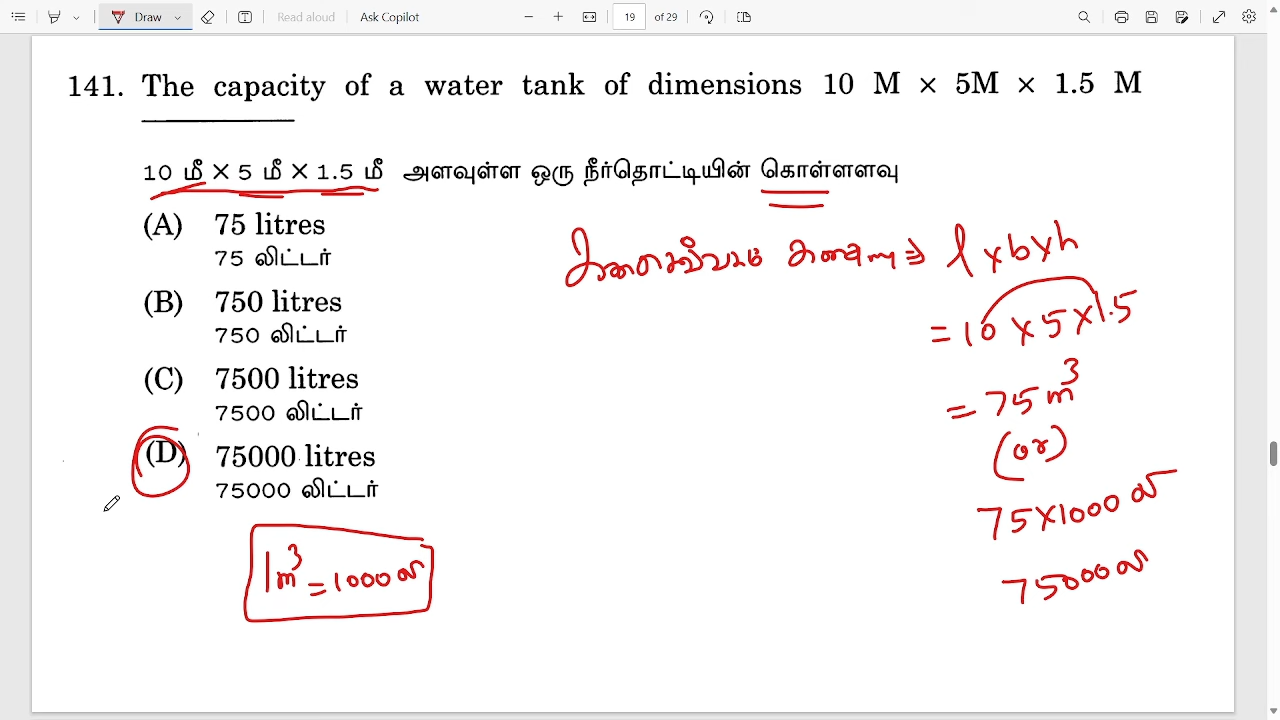 Draw
Read aloud
Ask Copilot
19 of 29
141. The capacity of a water tank of dimensions 10 M × 5M × 1.5 M
10 மீ × 5 மீ × 1.5 மீ அளவுள்ள ஒரு நீர்தொட்டியின் கொள்ளளவு
(A) 75 litres
75 லிட்டர்
(B) 750 litres
750 லிட்டர்
(C) 7500 litres
7500 லிட்டர்
(D) 75000 litres
75000 லிட்டர்
l x b x h
= 10 x 5 x 1.5
= 75 m³
(or)
75 x 1000 லி
75000 லி
1m³ = 1000 லி